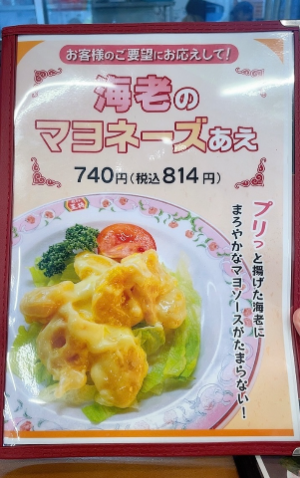 お客様のご要望にお応えして!
海老の
マヨネーズあえ
740円(税込814円)
プリっと揚げた海老に
まろやかなマヨソースがたまらない!